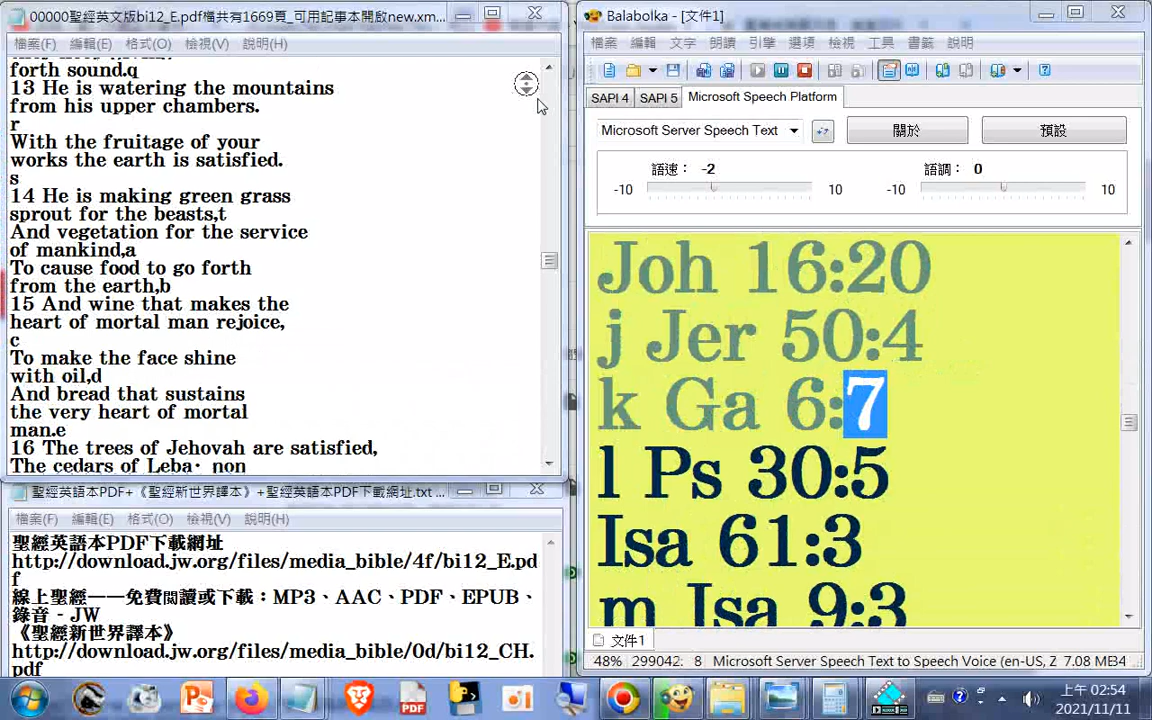 00000聖經英文版bi12_E.pdf檔共有1669頁_可用記事本開啟new.xm...
檔案(F) 編輯(E) 格式(O) 檢視(V) 說明(H)
forth sound.q
13 He is watering the mountains
from his upper chambers.
r
With the fruitage of your
works the earth is satisfied.
s
14 He is making green grass
sprout for the beasts,t
And vegetation for the service
of mankind,a
To cause food to go forth
from the earth,b
15 And wine that makes the
heart of mortal man rejoice,
c
To make the face shine
with oil,d
And bread that sustains
the very heart of mortal
man.e
16 The trees of Jehovah are satisfied,
The cedars of Leba· non
聖經英語本PDF+《聖經新世界譯本》+聖經英語本PDF下載網址.txt ...
檔案(F) 編輯(E) 格式(O) 檢視(V) 說明(H)
聖經英語本PDF下載網址
http://download.jw.org/files/media_bible/4f/bi12_E.pd
f
線上聖經——免費閱讀或下載：MP3、AAC、PDF、EPUB、
錄音 - JW
《聖經新世界譯本》
http://download.jw.org/files/media_bible/0d/bi12_CH.
pdf
Balabolka - [文件1]
檔案 編輯 文字 朗讀 引擎 選項 檢視 工具 書籤 說明
SAPI 4 SAPI 5 Microsoft Speech Platform
Microsoft Server Speech Text 關於 預設
語速： -2 語調： 0
-10 10 -10 10
Joh 16:20
j Jer 50:4
k Ga 6:7
l Ps 30:5
Isa 61:3
m Isa 9:3
文件1
48% 299042: 8 Microsoft Server Speech Text to Speech Voice (en-US, Z 7.08 MB
PDF
上午 02:54
2021/11/11